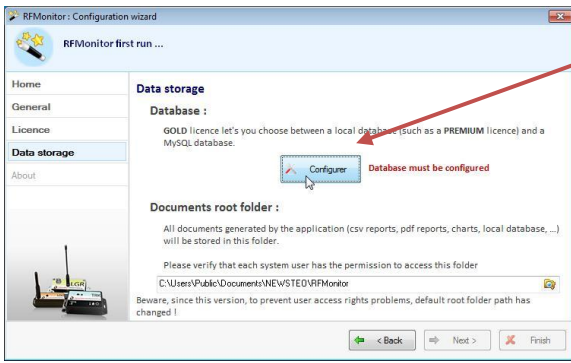 RFMonitor : Configuration wizard
RFMonitor first run ...
Home
General
Licence
Data storage
About
Data storage
Database :
GOLD licence let's you choose between a local database (such as a PREMIUM licence) and a
MySQL database.
Configurer
Database must be configured
Documents root folder :
All documents generated by the application (csv reports, pdf reports, charts, local database, ...)
will be stored in this folder.
Please verify that each system user has the permission to access this folder
C:\Users\Public\Documents\NEWSTEO\RFMonitor
Beware, since this version, to prevent user access rights problems, default root folder path has
changed !
LGR
< Back
Next >
Finish